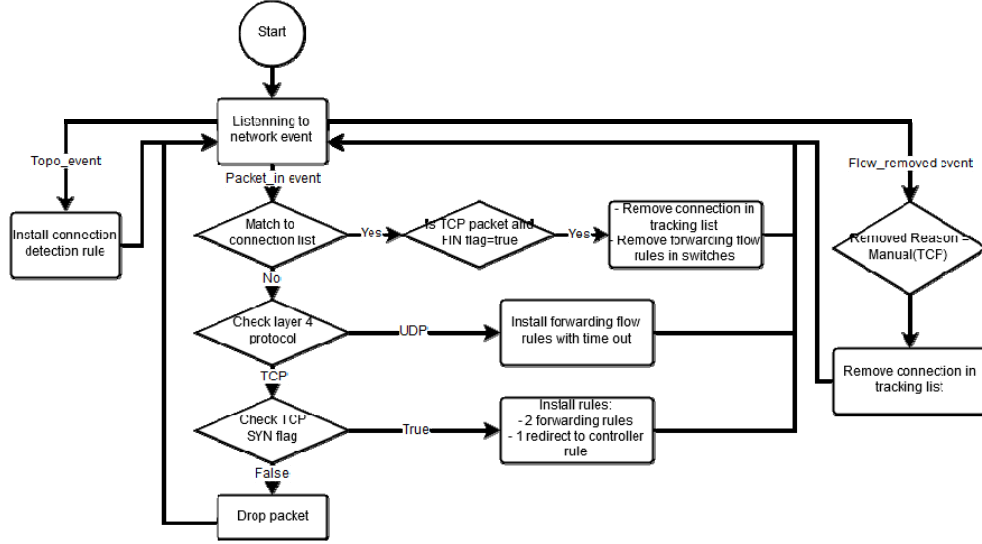 Start
Listenning to
network event
Topo_event
Packet_in event
Flow_removed event
Install connection
detection rule
Match to
connection list
Yes
Is TCP packet and
FIN flag=true
Yes
- Remove connection in
tracking list
- Remove forwarding flow
rules in switches
Removed Reason =
Manual(TCP)
No
Check layer 4
protocol
UDP
Install forwarding flow
rules with time out
Remove connection in
tracking list
TCP
Check TCP
SYN flag
True
Install rules:
- 2 forwarding rules
- 1 redirect to controller
rule
False
Drop packet